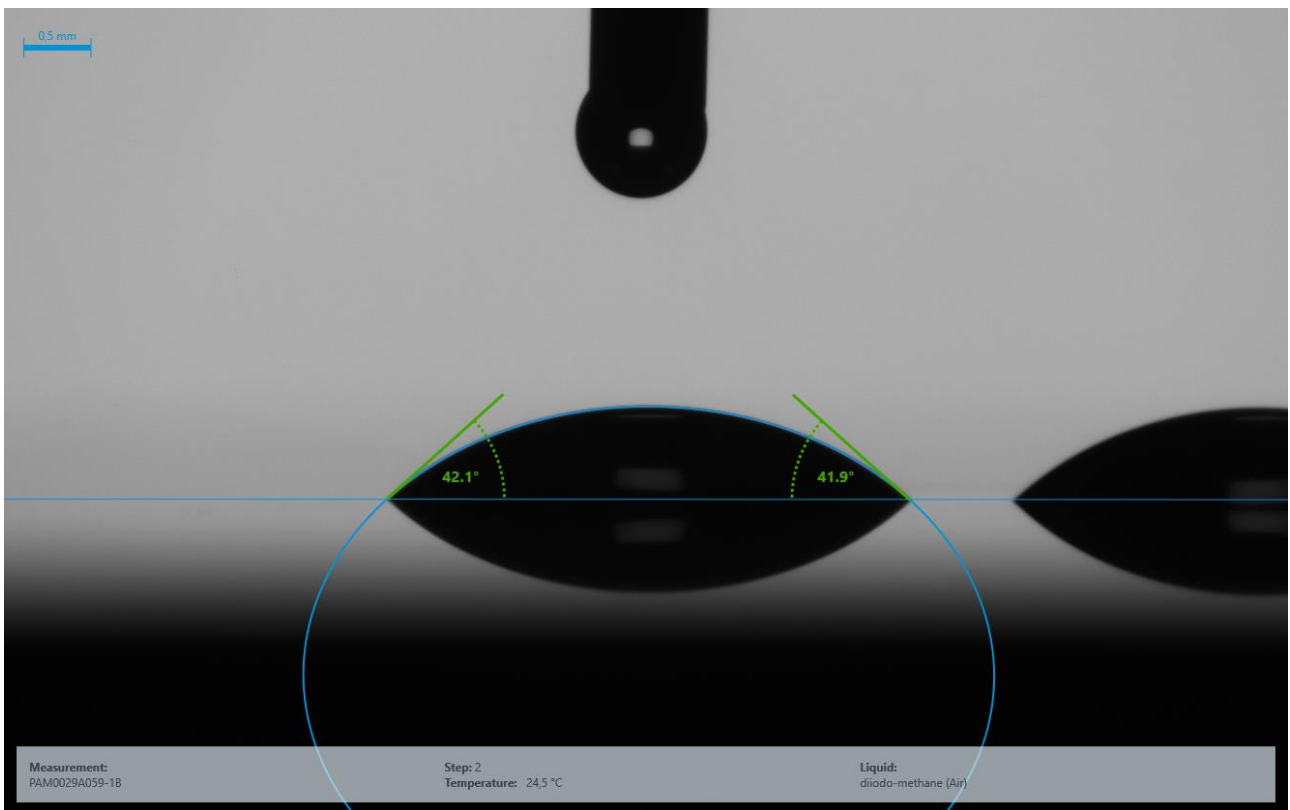 0,5 mm
42.1°
41.9°
Measurement:
PAM0029A059-1B
Step: 2
Temperature: 24,5 °C
Liquid:
diiodo-methane (Air)